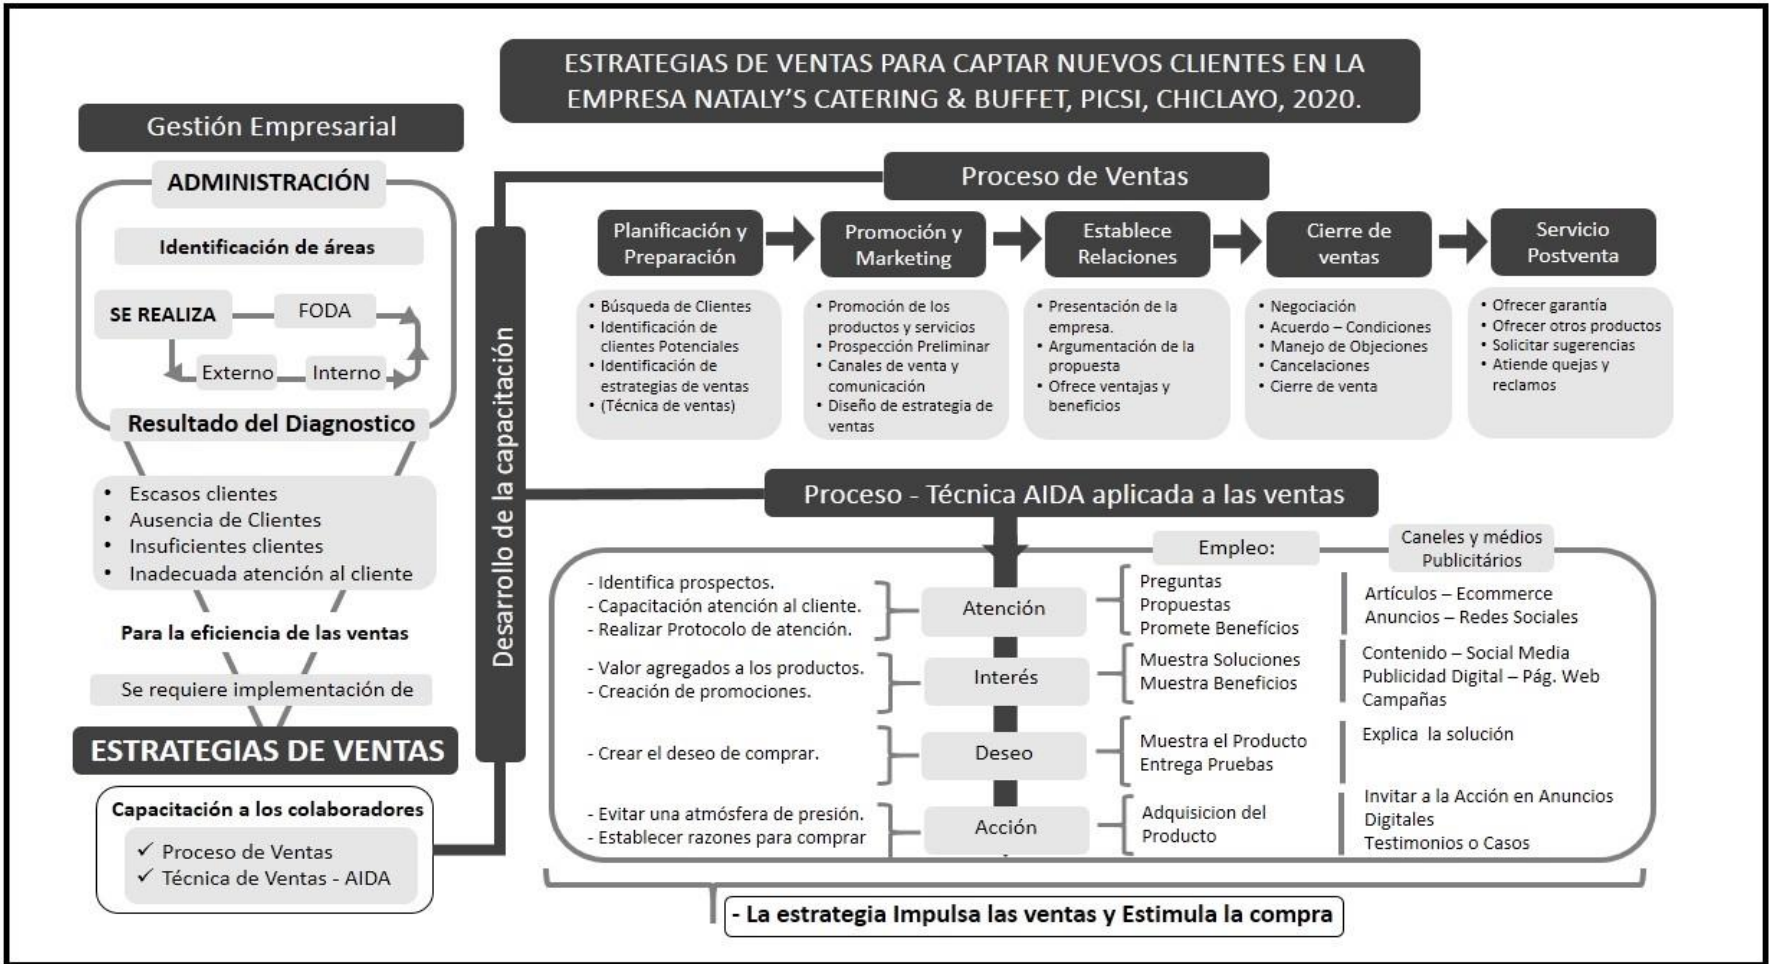 ESTRATEGIAS DE VENTAS PARA CAPTAR NUEVOS CLIENTES EN LA
EMPRESA NATALY’S CATERING & BUFFET, PICSI, CHICLAYO, 2020.
Gestión Empresarial
ADMINISTRACIÓN
Identificación de áreas
SE REALIZA
FODA
Externo
Interno
Resultado del Diagnostico
• Escasos clientes
• Ausencia de Clientes
• Insuficientes clientes
• Inadecuada atención al cliente
Para la eficiencia de las ventas
Se requiere implementación de
ESTRATEGIAS DE VENTAS
Capacitación a los colaboradores
✓ Proceso de Ventas
✓ Técnica de Ventas - AIDA
Desarrollo de la capacitación
Proceso de Ventas
Planificación y
Preparación
• Búsqueda de Clientes
• Identificación de
clientes Potenciales
• Identificación de
estrategias de ventas
• (Técnica de ventas)
Promoción y
Marketing
• Promoción de los
productos y servicios
• Prospección Preliminar
• Canales de venta y
comunicación
• Diseño de estrategia de
ventas
Establece
Relaciones
• Presentación de la
empresa.
• Argumentación de la
propuesta
• Ofrece ventajas y
beneficios
Cierre de
ventas
• Negociación
• Acuerdo – Condiciones
• Manejo de Objeciones
• Cancelaciones
• Cierre de venta
Servicio
Postventa
• Ofrecer garantía
• Ofrecer otros productos
• Solicitar sugerencias
• Atiende quejas y
reclamos
Proceso - Técnica AIDA aplicada a las ventas
Empleo:
Caneles y médios
Publicitários
- Identifica prospectos.
- Capacitación atención al cliente.
- Realizar Protocolo de atención.
Atención
Preguntas
Propuestas
Promete Benefícios
Artículos – Ecommerce
Anuncios – Redes Sociales
- Valor agregados a los productos.
- Creación de promociones.
Interés
Muestra Soluciones
Muestra Beneficios
Contenido – Social Media
Publicidad Digital – Pág. Web
Campañas
- Crear el deseo de comprar.
Deseo
Muestra el Producto
Entrega Pruebas
Explica la solución
- Evitar una atmósfera de presión.
- Establecer razones para comprar
Acción
Adquisicion del
Producto
Invitar a la Acción en Anuncios
Digitales
Testimonios o Casos
- La estrategia Impulsa las ventas y Estimula la compra